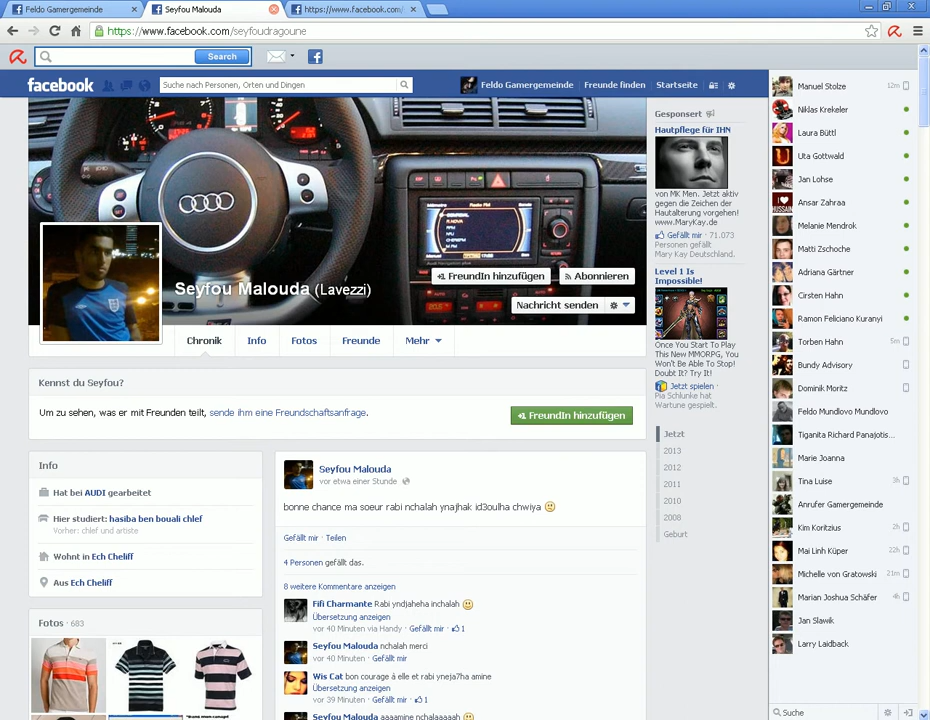 Feldo Gamergemeinde
Seyfou Malouda
https://www.facebook.com/
https://www.facebook.com/seyfoudragoune
Search
facebook
Suche nach Personen, Orten und Dingen
Feldo Gamergemeinde
Freunde finden
Startseite
+1 FreundIn hinzufügen
Abonnieren
Seyfou Malouda (Lavezzi)
Nachricht senden
Chronik
Info
Fotos
Freunde
Mehr
Kennst du Seyfou?
Um zu sehen, was er mit Freunden teilt, sende ihm eine Freundschaftsanfrage.
+1 FreundIn hinzufügen
Info
Hat bei AUDI gearbeitet
Hier studiert: hasiba ben bouali chlef
Vorher: chlef und artiste
Wohnt in Ech Cheliff
Aus Ech Cheliff
Fotos · 683
Seyfou Malouda
vor etwa einer Stunde
bonne chance ma soeur rabi nchalah ynajhak id3oulha chwiya
Gefällt mir · Teilen
4 Personen gefällt das.
8 weitere Kommentare anzeigen
Fifi Charmante Rabi yndjaheha inchalah
Übersetzung anzeigen
vor 40 Minuten via Handy · Gefällt mir · 1
Seyfou Malouda nchalah merci
vor 40 Minuten · Gefällt mir
Wis Cat bon courage à elle et rabi yneja7ha amine
Übersetzung anzeigen
vor 39 Minuten · Gefällt mir · 1
Seyfou Malouda aaaamine nchalaaaaah
Gesponsert
Hautpflege für IHN
von MK Men. Jetzt aktiv
gegen die Zeichen der
Hautalterung vorgehen!
www.MaryKay.de
Gefällt mir · 71.073
Personen gefällt
Mary Kay Deutschland.
Level 1 Is
Impossible!
Once You Start To Play
This New MMORPG, You
Won't Be Able To Stop!
Doubt It? Try It!
Jetzt spielen ·
Pia Schlunke hat
Wartune gespielt.
Jetzt
2013
2012
2011
2010
2008
Geburt
Manuel Stolze 12m
Niklas Krekeler
Laura Büttl
Uta Gottwald
Jan Lohse
Ansar Zahraa
Melanie Mendrok
Matti Zschoche
Adriana Gärtner
Cirsten Hahn
Ramon Feliciano Kuranyi
Torben Hahn 5m
Bundy Advisory
Dominik Moritz
Feldo Mundlovo Mundlovo
Tiganita Richard Panajotis...
Marie Joanna
Tina Luise 3h
Anrufer Gamergemeinde
Kim Koritzius 2h
Mai Linh Küper 22h
Michelle von Gratowski 21m
Marian Joshua Schäfer 4h
Jan Slawik
Larry Laidback
Suche